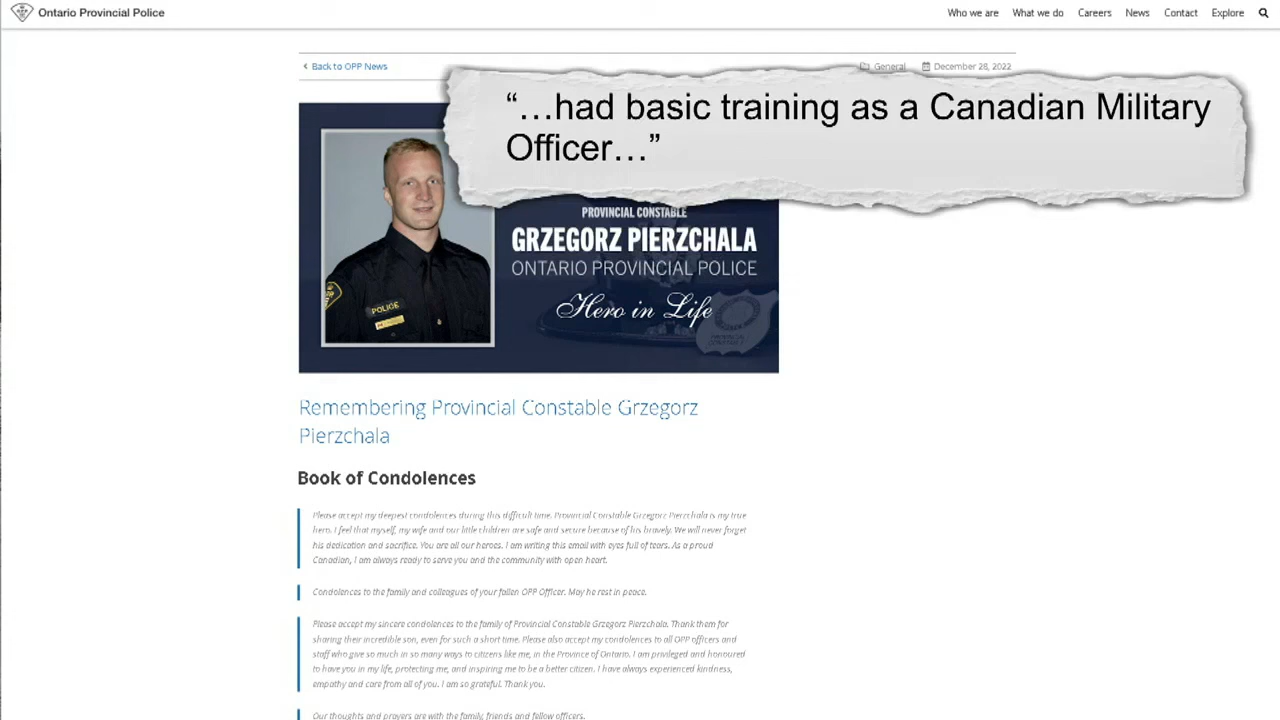 Ontario Provincial Police
Who we are What we do Careers News Contact Explore
Back to OPP News
General December 28, 2022
“…had basic training as a Canadian Military
Officer…”
POLICE
PROVINCIAL CONSTABLE
GRZEGORZ PIERZCHALA
ONTARIO PROVINCIAL POLICE
Hero in Life
Remembering Provincial Constable Grzegorz
Pierzchala
Book of Condolences
Please accept my deepest condolences during this difficult time. Provincial Constable Grzegorz Pierzchala is my true
hero. I feel that myself, my wife and our little children are safe and secure because of his bravely. We will never forget
his dedication and sacrifice. You are all our heroes. I am writing this email with eyes full of tears. As a proud
Canadian, I am always ready to serve you and the community with open heart.
Condolences to the family and colleagues of your fallen OPP Officer. May he rest in peace.
Please accept my sincere condolences to the family of Provincial Constable Grzegorz Pierzchala. Thank them for
sharing their incredible son, even for such a short time. Please also accept my condolences to all OPP officers and
staff who give so much in so many ways to citizens like me, in the Province of Ontario. I am privileged and honoured
to have you in my life, protecting me, and inspiring me to be a better citizen. I have always experienced kindness,
empathy and care from all of you. I am so grateful. Thank you.
Our thoughts and prayers are with the family, friends and fellow officers.